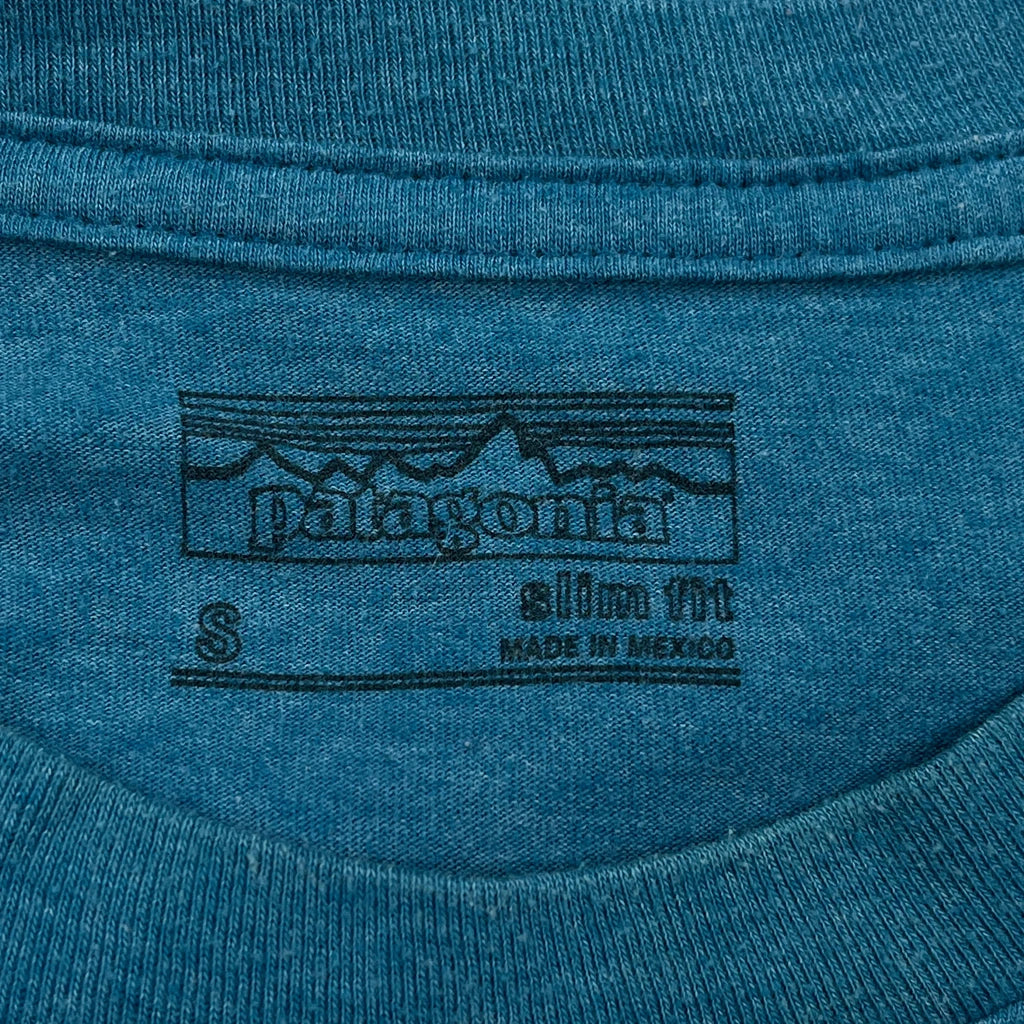 patagonia®
slim fit
S
MADE IN MEXICO